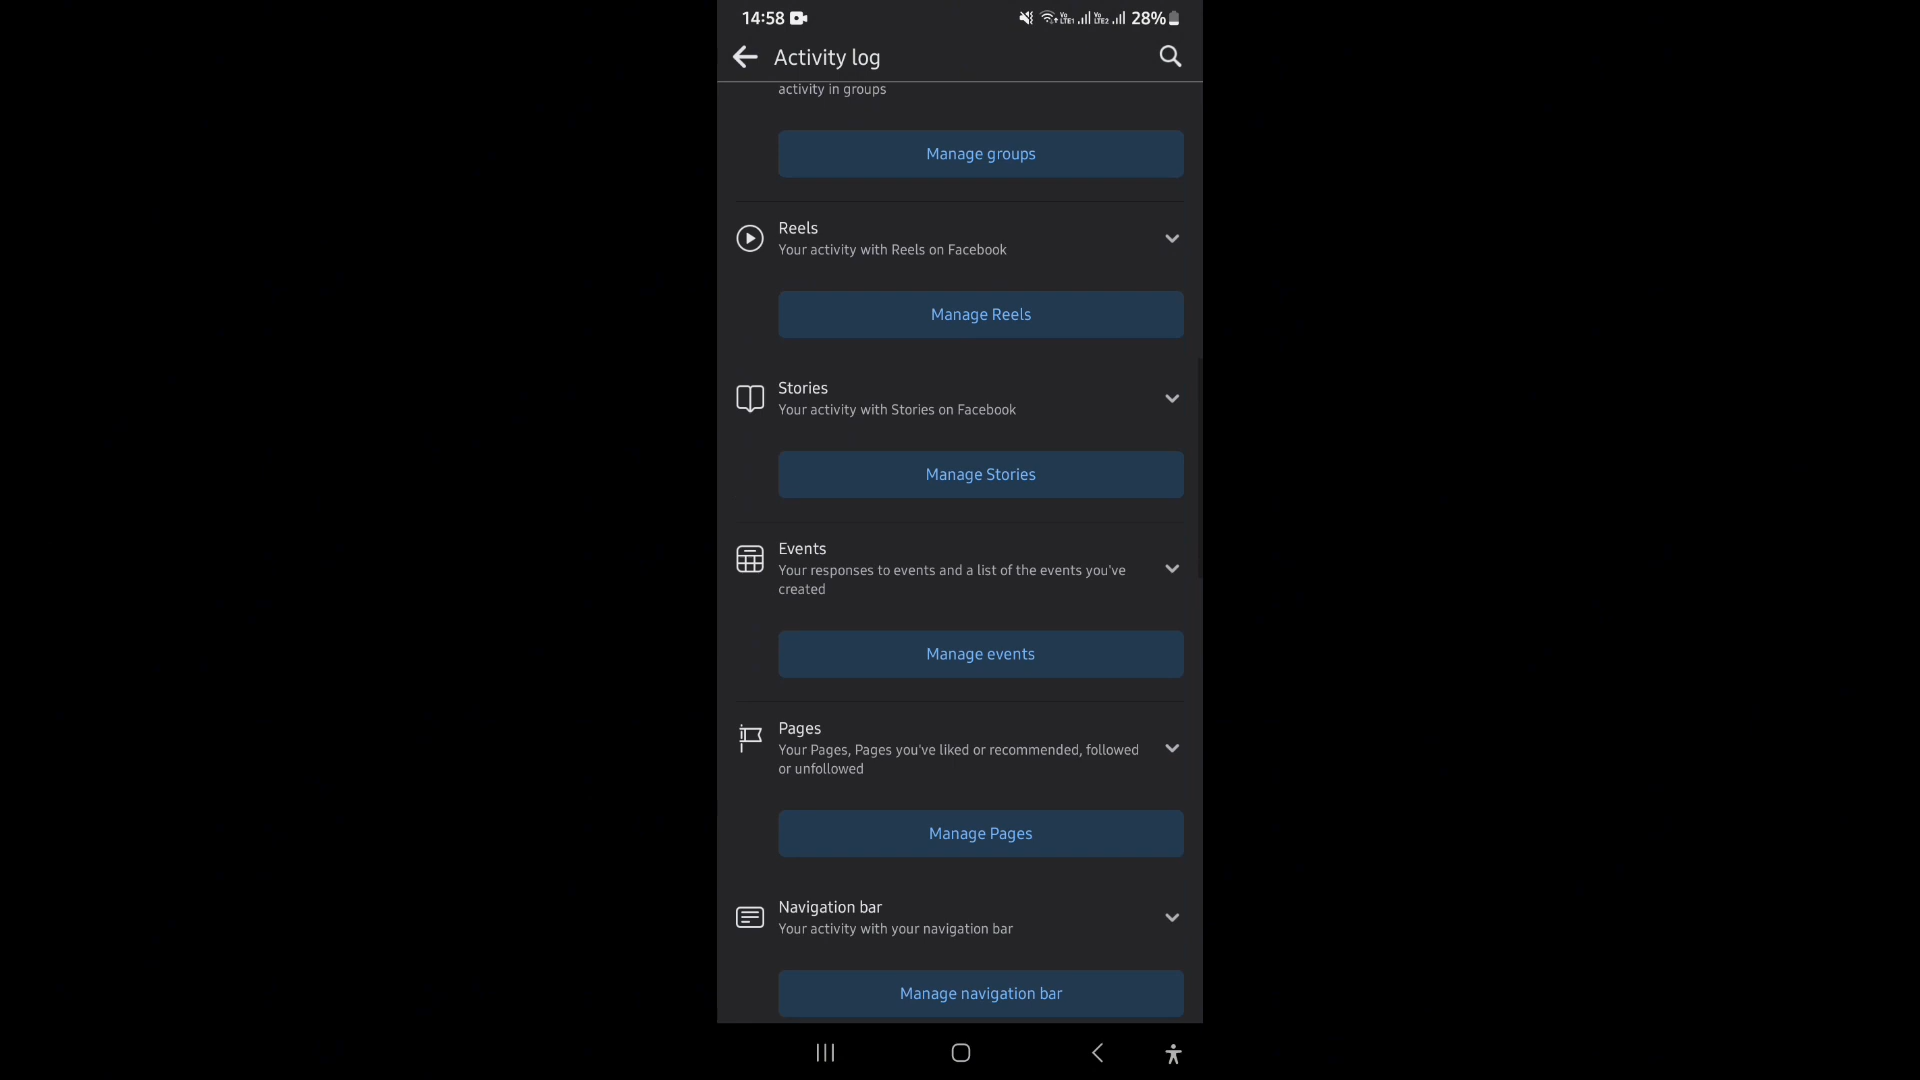 14:58 28%
Activity log
activity in groups
Manage groups
Reels
Your activity with Reels on Facebook
Manage Reels
Stories
Your activity with Stories on Facebook
Manage Stories
Events
Your responses to events and a list of the events you've
created
Manage events
Pages
Your Pages, Pages you've liked or recommended, followed
or unfollowed
Manage Pages
Navigation bar
Your activity with your navigation bar
Manage navigation bar